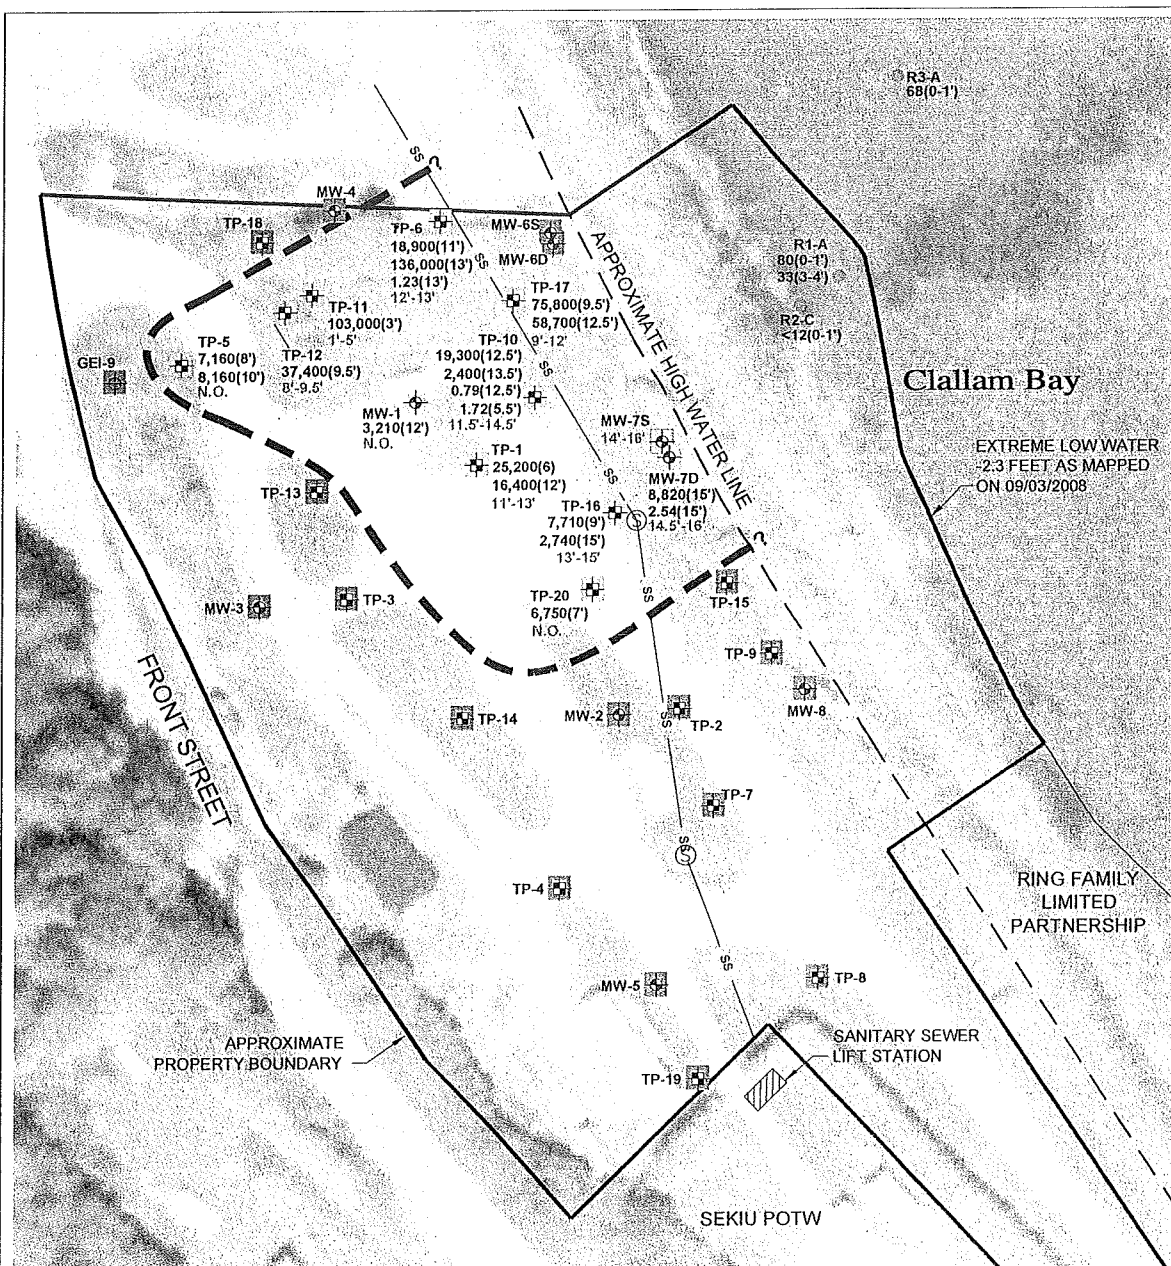 R3-A
68(0-1')
SS
?
MW-4
TP-18
TP-6
18,900(11')
136,000(13')
1.23(13')
12'-13'
MW-6S
MW-6D
SS
APPROXIMATE HIGH WATER LINE
R1-A
80(0-1')
33(3-4')
R2-C
<12(0-1')
TP-11
103,000(3')
1'-5'
TP-17
75,800(9.5')
58,700(12.5')
9'-12'
TP-5
7,160(8')
8,160(10')
N.O.
TP-12
37,400(9.5')
8'-9.5'
TP-10
19,300(12.5')
2,400(13.5')
0.79(12.5')
1.72(5.5')
11.5'-14.5'
SS
GEI-9
Clallam Bay
MW-1
3,210(12')
N.O.
MW-7S
14'-16'
EXTREME LOW WATER
-2.3 FEET AS MAPPED
ON 09/03/2008
TP-1
25,200(6)
16,400(12')
11'-13'
SS
MW-7D
8,820(15')
2.54(15')
14.5'-16'
TP-13
TP-16
7,710(9')
2,740(15')
13'-15'
S
?
TP-20
6,750(7')
N.O.
SS
TP-15
MW-3
TP-3
TP-9
FRONT STREET
MW-8
TP-14
MW-2
SS
TP-2
TP-7
SS
S
TP-4
RING FAMILY
LIMITED
PARTNERSHIP
SS
MW-5
TP-8
APPROXIMATE
PROPERTY BOUNDARY
SANITARY SEWER
LIFT STATION
TP-19
SEKIU POTW